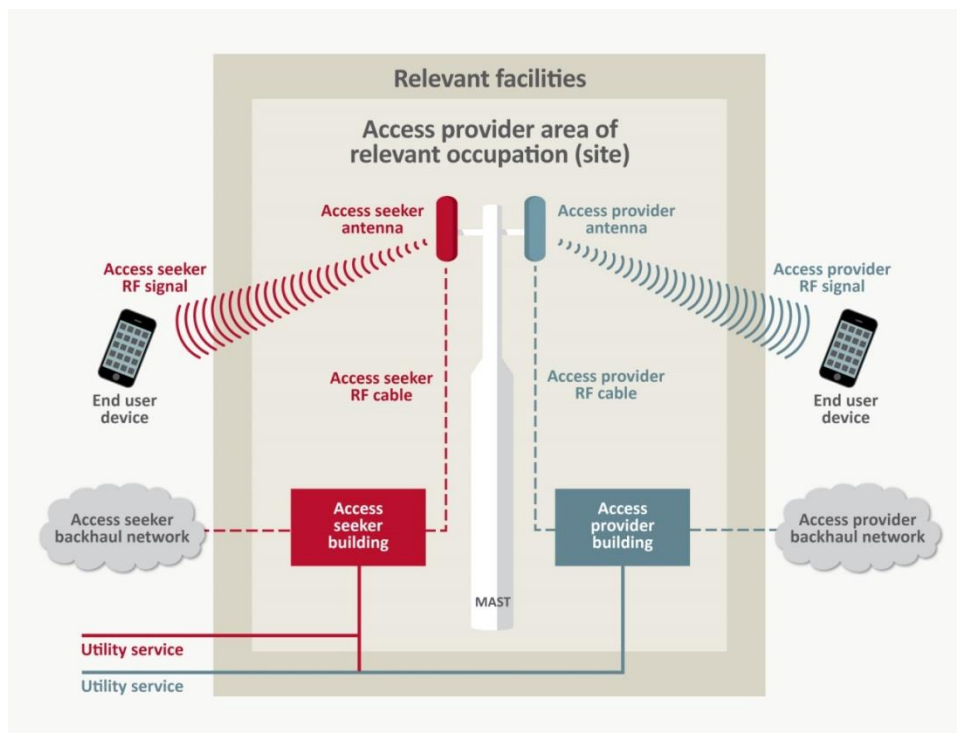 Relevant facilities
Access provider area of
relevant occupation (site)
Access seeker
antenna
Access provider
antenna
Access seeker
RF signal
Access provider
RF signal
Access seeker
RF cable
Access provider
RF cable
End user
device
End user
device
Access seeker
backhaul network
Access
seeker
building
Access
provider
building
Access provider
backhaul network
MAST
Utility service
Utility service